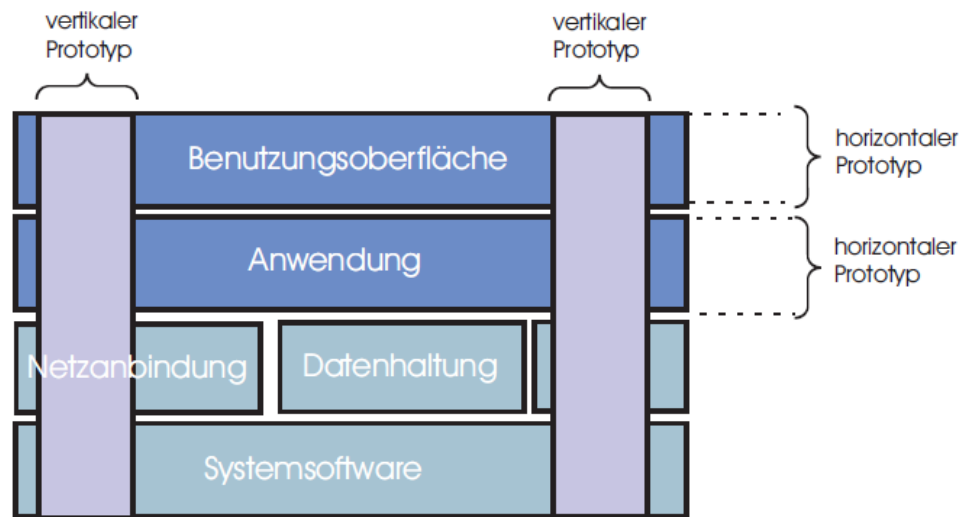 vertikaler
Prototyp
vertikaler
Prototyp
Benutzungsoberfläche
horizontaler
Prototyp
Anwendung
horizontaler
Prototyp
Netzanbindung
Datenhaltung
Systemsoftware